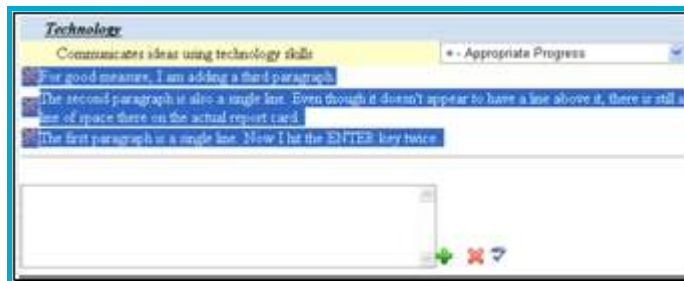 Technology
Communicates ideas using technology skills
+ - Appropriate Progress
For good measure, I am adding a third paragraph.
The second paragraph is also a single line. Even though it doesn't appear to have a line above it, there is still a
line of space there on the actual report card.
The first paragraph is a single line. Now I hit the ENTER key twice.